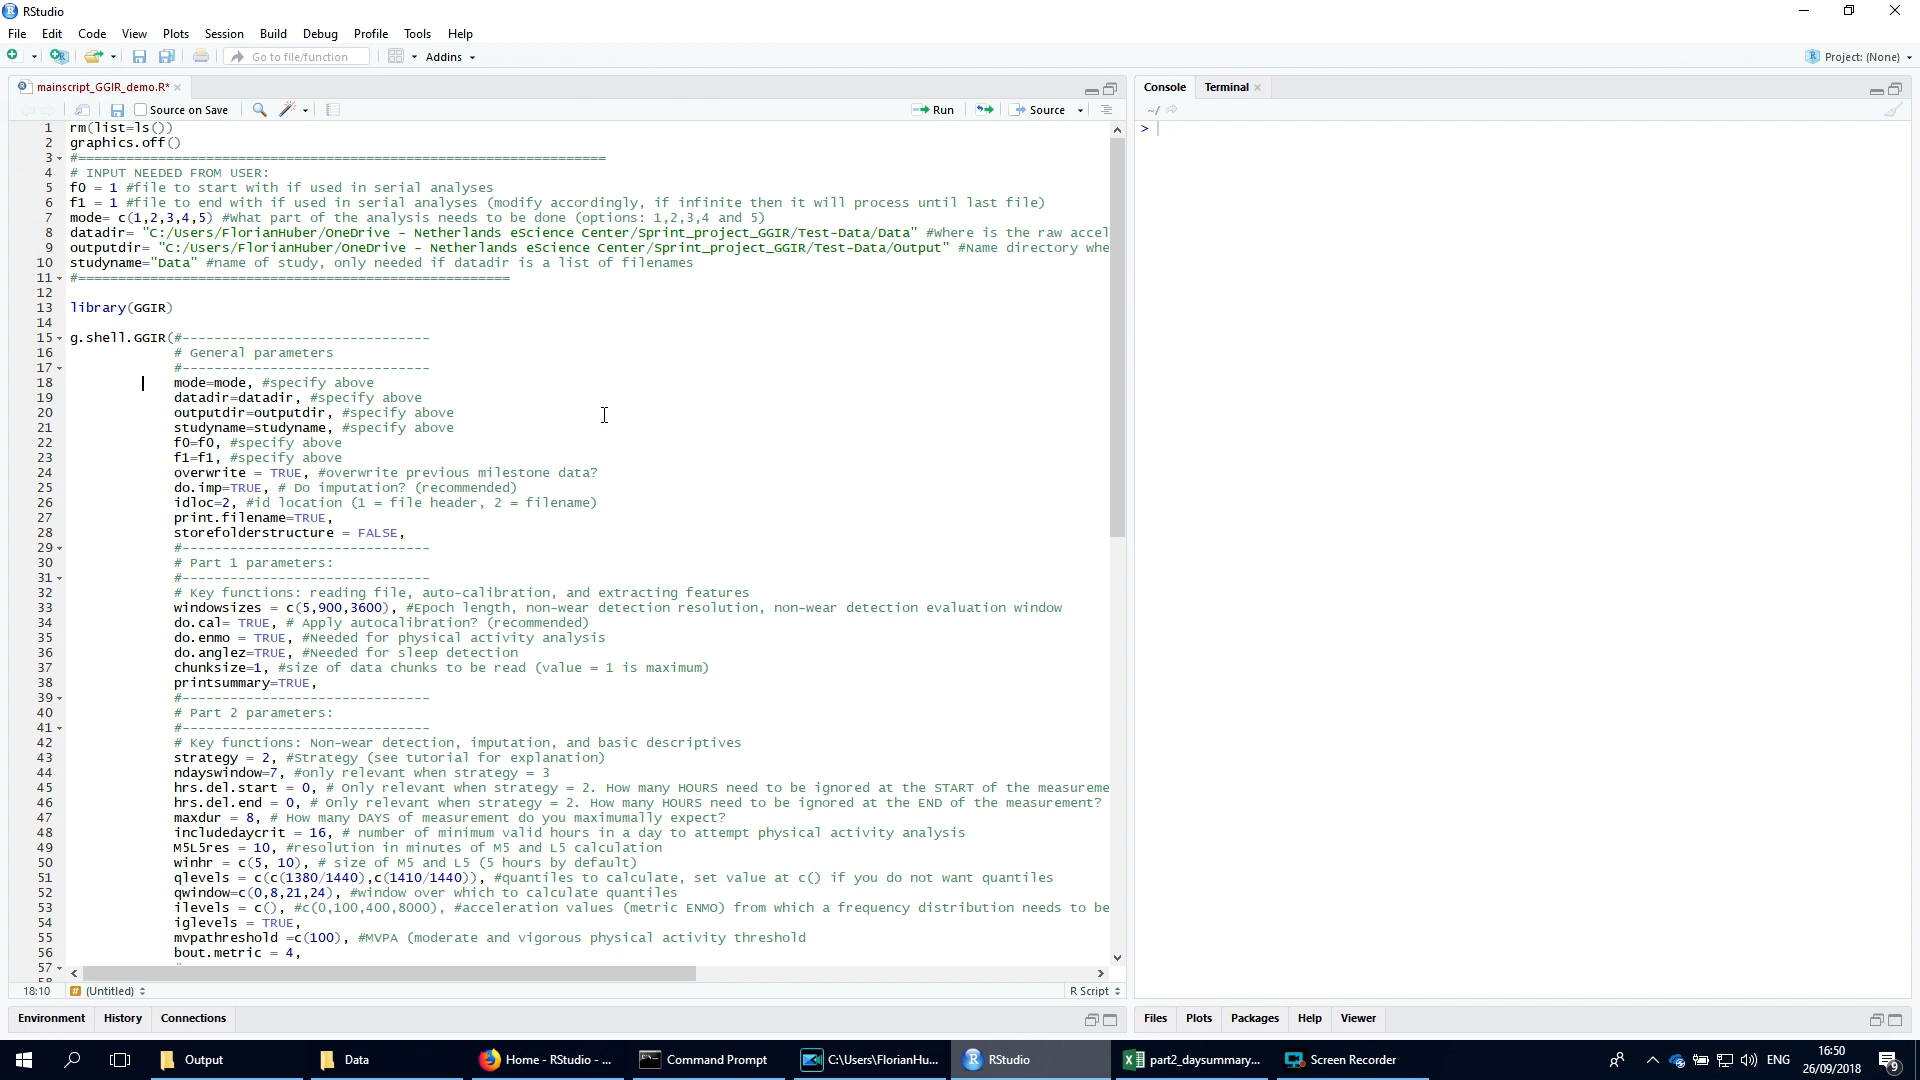 RStudio
File Edit Code View Plots Session Build Debug Profile Tools Help
Go to file/function Addins Project: (None)
mainscript_GGIR_demo.R* Console Terminal
Source on Save Run Source ~/
1 rm(list=ls()) >
2 graphics.off()
3 #==================================================================
4 # INPUT NEEDED FROM USER:
5 f0 = 1 #file to start with if used in serial analyses
6 f1 = 1 #file to end with if used in serial analyses (modify accordingly, if infinite then it will process until last file)
7 mode= c(1,2,3,4,5) #What part of the analysis needs to be done (options: 1,2,3,4 and 5)
8 datadir= "C:/Users/FlorianHuber/OneDrive - Netherlands eScience Center/Sprint_project_GGIR/Test-Data/Data" #Where is the raw accel
9 outputdir= "C:/Users/FlorianHuber/OneDrive - Netherlands eScience Center/Sprint_project_GGIR/Test-Data/Output" #Name directory whe
10 studyname="Data" #name of study, only needed if datadir is a list of filenames
11 #======================================================
12
13 library(GGIR)
14
15 g.shell.GGIR(#-------------------------------
16 # General parameters
17 #-------------------------------
18 mode=mode, #specify above
19 datadir=datadir, #specify above
20 outputdir=outputdir, #specify above
21 studyname=studyname, #specify above
22 f0=f0, #specify above
23 f1=f1, #specify above
24 overwrite = TRUE, #overwrite previous milestone data?
25 do.imp=TRUE, # Do imputation? (recommended)
26 idloc=2, #id location (1 = file header, 2 = filename)
27 print.filename=TRUE,
28 storefolderstructure = FALSE,
29 #-------------------------------
30 # Part 1 parameters:
31 #-------------------------------
32 # Key functions: reading file, auto-calibration, and extracting features
33 windowsizes = c(5,900,3600), #Epoch length, non-wear detection resolution, non-wear detection evaluation window
34 do.cal= TRUE, # Apply autocalibration? (recommended)
35 do.enmo = TRUE, #Needed for physical activity analysis
36 do.anglez=TRUE, #Needed for sleep detection
37 chunksize=1, #size of data chunks to be read (value = 1 is maximum)
38 printsummary=TRUE,
39 #-------------------------------
40 # Part 2 parameters:
41 #-------------------------------
42 # Key functions: Non-wear detection, imputation, and basic descriptives
43 strategy = 2, #Strategy (see tutorial for explanation)
44 ndayswindow=7, #only relevant when strategy = 3
45 hrs.del.start = 0, # Only relevant when strategy = 2. How many HOURS need to be ignored at the START of the measureme
46 hrs.del.end = 0, # Only relevant when strategy = 2. How many HOURS need to be ignored at the END of the measurement?
47 maxdur = 8, # How many DAYS of measurement do you maximumally expect?
48 includedaycrit = 16, # number of minimum valid hours in a day to attempt physical activity analysis
49 M5L5res = 10, #resolution in minutes of M5 and L5 calculation
50 winhr = c(5, 10), # size of M5 and L5 (5 hours by default)
51 qlevels = c(c(1380/1440),c(1410/1440)), #quantiles to calculate, set value at c() if you do not want quantiles
52 qwindow=c(0,8,21,24), #window over which to calculate quantiles
53 ilevels = c(), #c(0,100,400,8000), #acceleration values (metric ENMO) from which a frequency distribution needs to be
54 iglevels = TRUE,
55 mvpathreshold =c(100), #MVPA (moderate and vigorous physical activity threshold
56 bout.metric = 4,
57
58
18:10 # (Untitled) R Script
Environment History Connections Files Plots Packages Help Viewer
Output Data Home - RStudio - ... Command Prompt C:\Users\FlorianHu... RStudio part2_daysummary... Screen Recorder ENG 16:50
26/09/2018 9